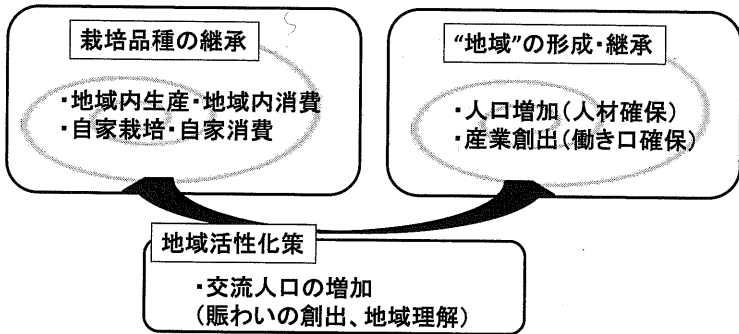 栽培品種の継承
・地域内生産・地域内消費
・自家栽培・自家消費
“地域”の形成・継承
・人口増加(人材確保)
・産業創出(働き口確保)
地域活性化策
・交流人口の増加
(賑わいの創出、地域理解)